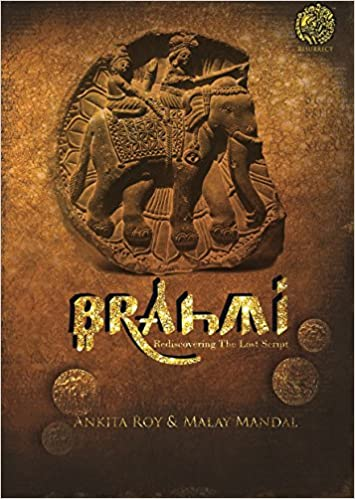 RESURRECT
BRAHMI
Rediscovering The Lost Script
ANKITA ROY & MALAY MANDAL